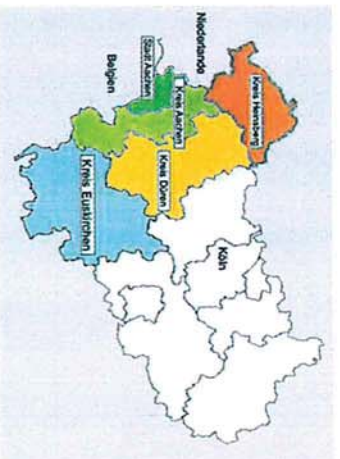 Niederlande
Kreis Heinsberg
Stadt Aachen
Kreis Aachen
Belgien
Kreis Düren
Köln
Kreis Euskirchen